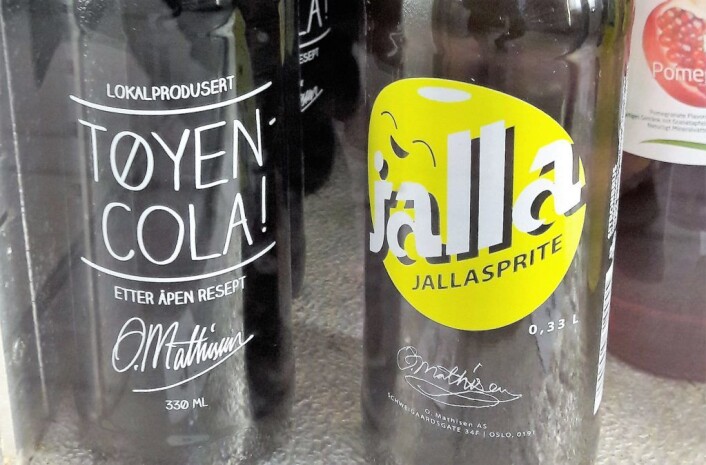 LOKALPRODUSERT
TØYEN-
COLA!
ETTER ÅPEN RESEPT
O.Mathisen
330 ML
COLA!
jalla
JALLASPRITE
0,33 L
O.Mathisen
O. Mathisen AS
SCHWEIGAARDSGATE 34F | OSLO, 0191